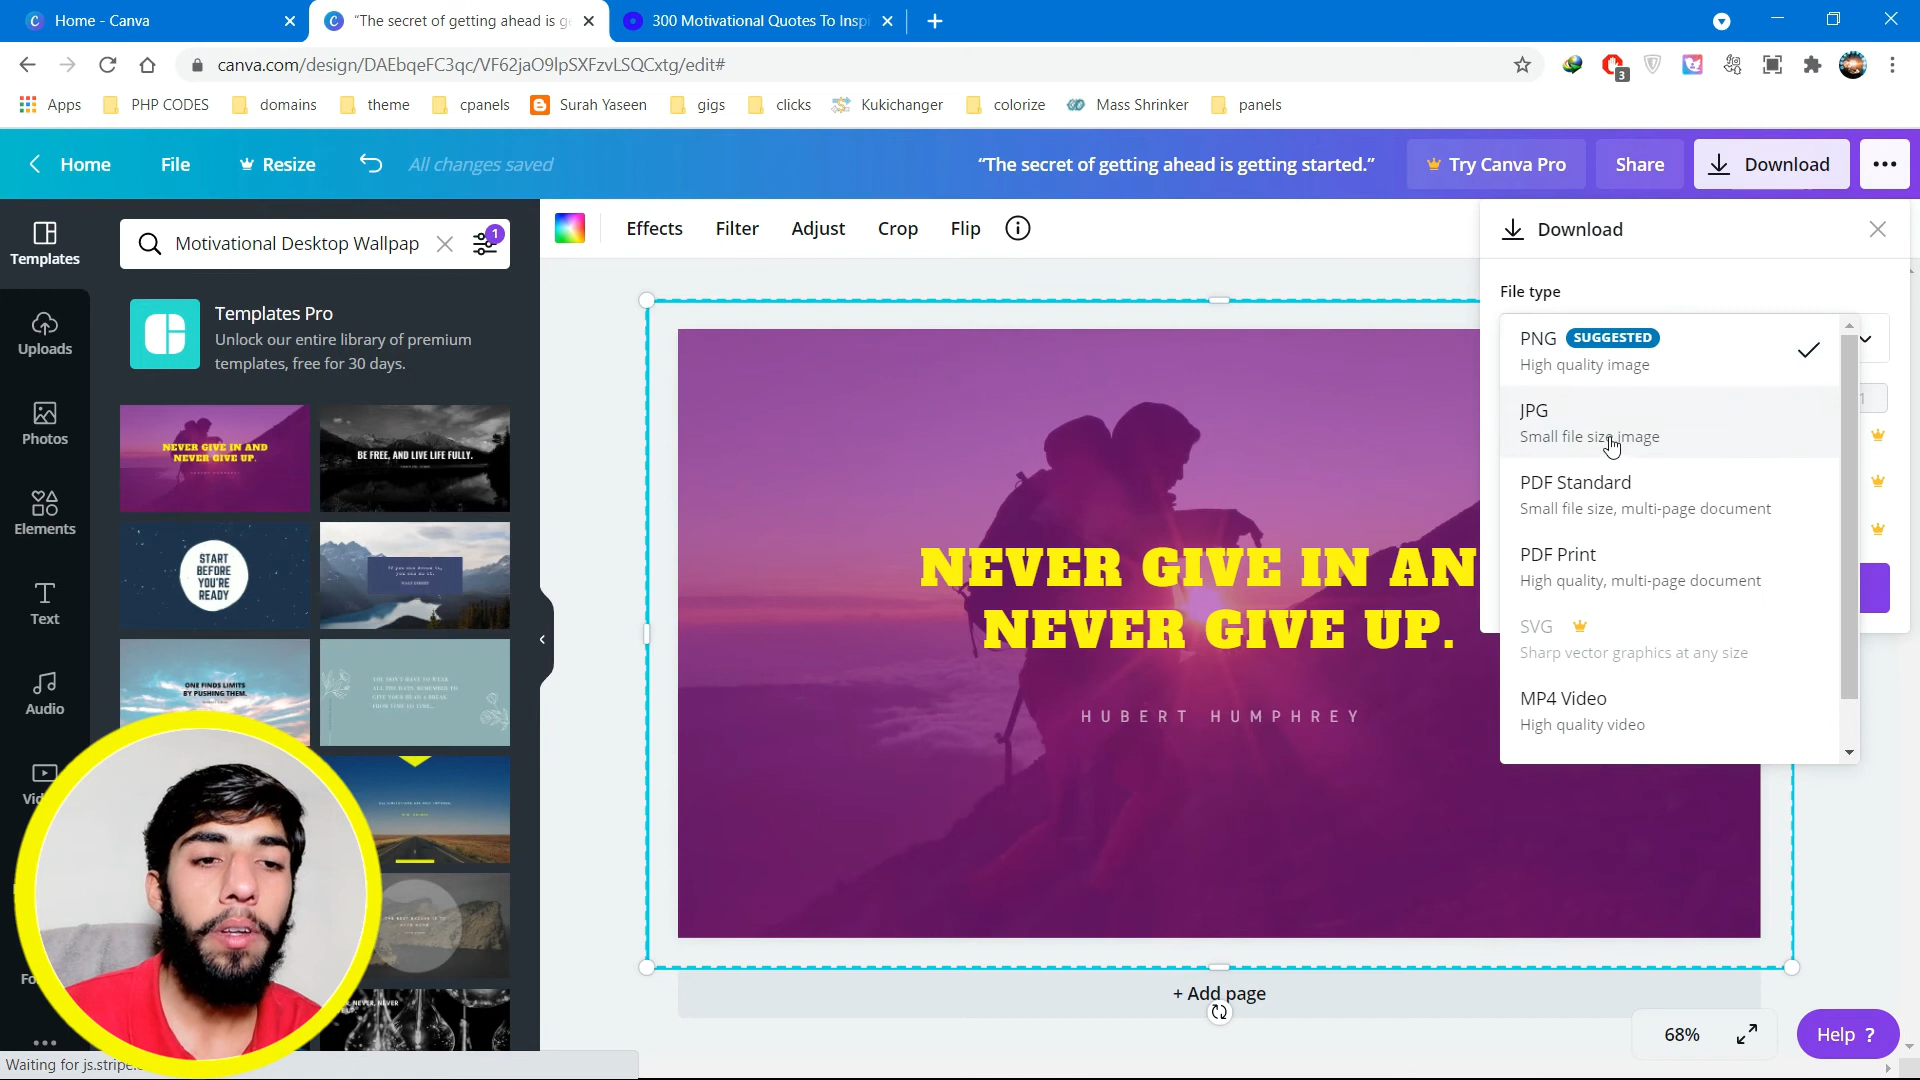 Home - Canva
"The secret of getting ahead is g
300 Motivational Quotes To Inspi
canva.com/design/DAEbqeFC3qc/VF62jaO9lpSXFzvLSQCxtg/edit#
3
Apps
PHP CODES
domains
theme
cpanels
Surah Yaseen
gigs
clicks
Kukichanger
colorize
Mass Shrinker
panels
Home
File
Resize
All changes saved
"The secret of getting ahead is getting started."
Try Canva Pro
Share
Download
Templates
Uploads
Photos
Elements
Text
Audio
Motivational Desktop Wallpap
1
Templates Pro
Unlock our entire library of premium
templates, free for 30 days.
NEVER GIVE IN AND
NEVER GIVE UP.
BE FREE, AND LIVE LIFE FULLY.
START
BEFORE
YOU'RE
READY
ONE FINDS LIMITS
BY PUSHING THEM.
Effects
Filter
Adjust
Crop
Flip
NEVER GIVE IN AN
NEVER GIVE UP.
HUBERT HUMPHREY
+ Add page
Download
File type
PNG SUGGESTED
High quality image
JPG
Small file size image
PDF Standard
Small file size, multi-page document
PDF Print
High quality, multi-page document
SVG
Sharp vector graphics at any size
MP4 Video
High quality video
68%
Help ?
Waiting for js.stripe.